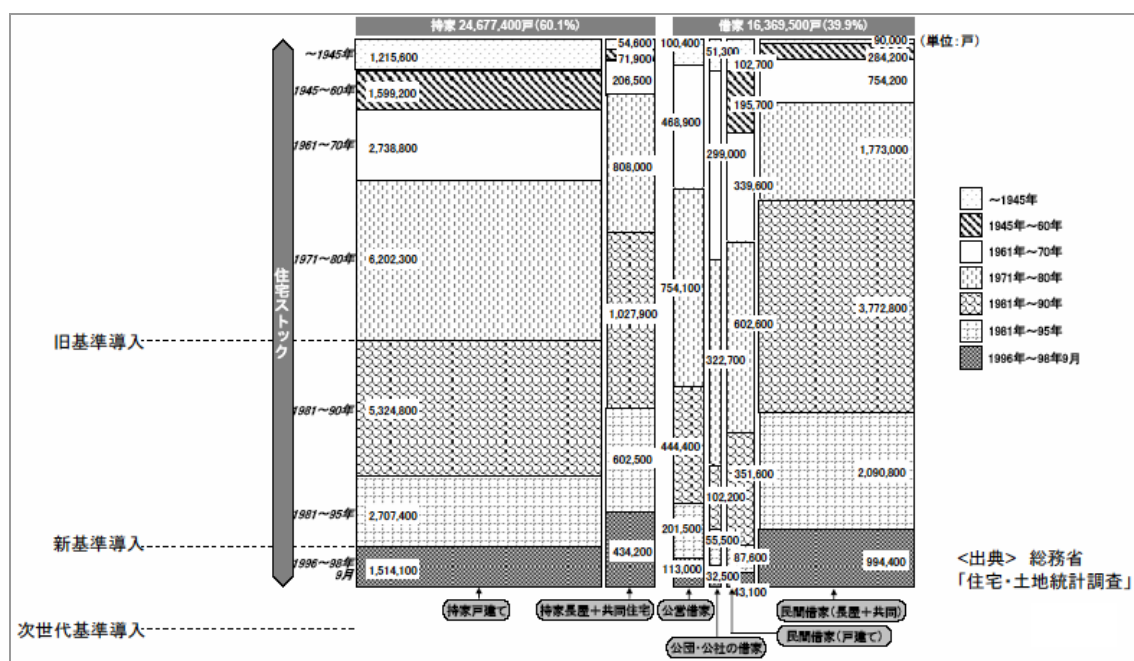 持家 24,677,400戸(60.1%)
借家 16,369,500戸(39.9%)
(単位:戸)
住宅ストック
~1945年
1945~60年
1961~70年
1971~80年
1981~90年
1981~95年
1996~98年
9月
旧基準導入
新基準導入
次世代基準導入
1,215,600
1,599,200
2,738,800
6,202,300
5,324,800
2,707,400
1,514,100
54,600
71,900
206,500
808,000
1,027,900
602,500
434,200
100,400
468,900
754,100
444,400
201,500
113,000
51,300
299,000
322,700
102,200
55,500
32,500
102,700
195,700
339,600
602,600
351,600
87,600
43,100
90,000
284,200
754,200
1,773,000
3,772,800
2,090,800
994,400
持家戸建て
持家長屋+共同住宅
公営借家
公団・公社の借家
民間借家(戸建て)
民間借家(長屋+共同)
~1945年
1945年~60年
1961年~70年
1971年~80年
1981年~90年
1981年~95年
1996年~98年9月
<出典> 総務省
「住宅・土地統計調査」